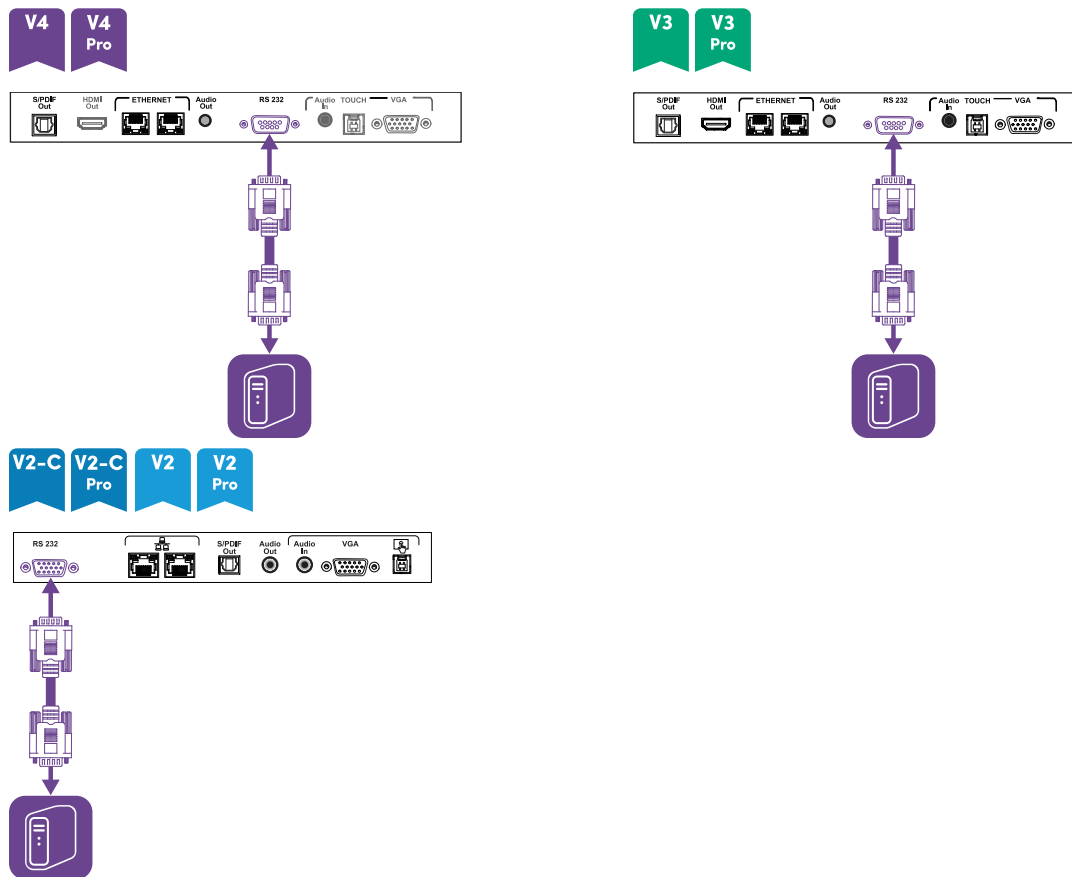 V4
V4
Pro
S/PDIF
Out
HDMI
Out
ETHERNET
Audio
Out
RS 232
Audio
In
TOUCH
VGA
V3
V3
Pro
S/PDIF
Out
HDMI
Out
ETHERNET
Audio
Out
RS 232
Audio
In
TOUCH
VGA
V2-C
V2-C
Pro
V2
V2
Pro
RS 232
S/PDIF
Out
Audio
Out
Audio
In
VGA